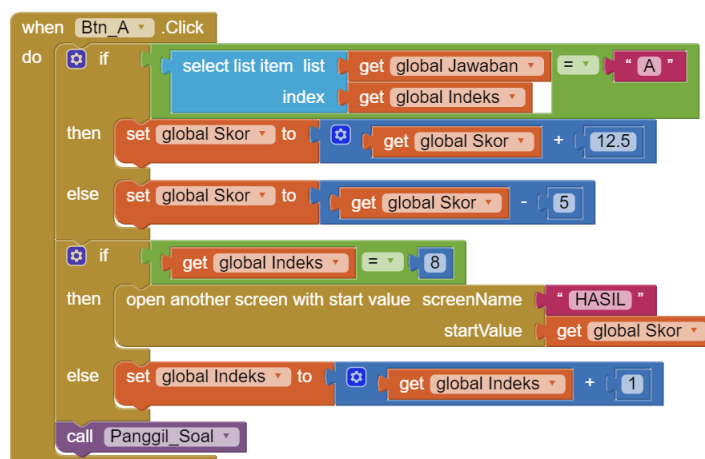 when Btn_A .Click
do if select list item list get global Jawaban = " A "
index get global Indeks
then set global Skor to get global Skor + 12.5
else set global Skor to get global Skor - 5
if get global Indeks = 8
then open another screen with start value screenName " HASIL "
startValue get global Skor
else set global Indeks to get global Indeks + 1
call Panggil_Soal